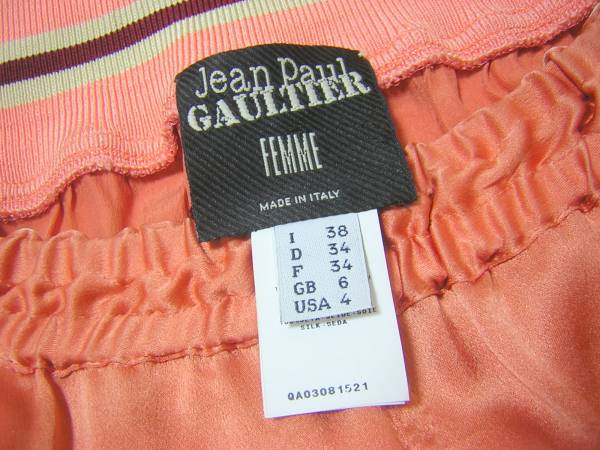 Jean Paul
GAULTIER
FEMME
MADE IN ITALY
I 38
D 34
F 34
GB 6
USA 4
SILK-SEDA
QA03081521